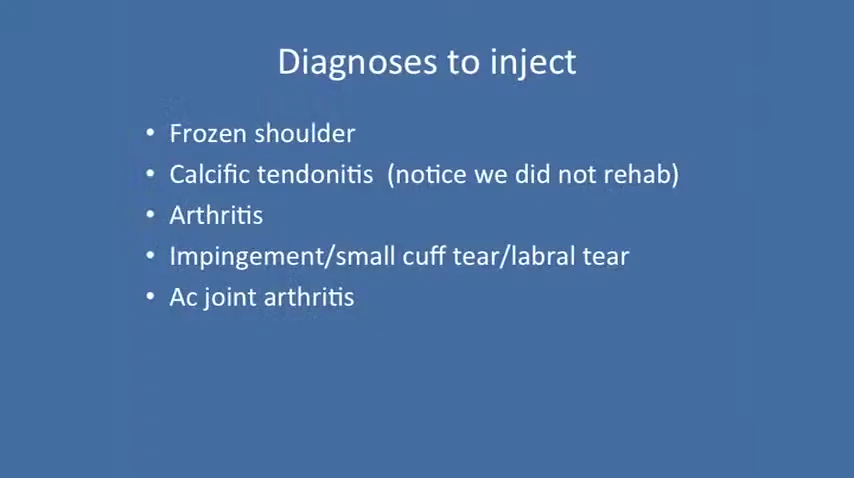 Diagnoses to inject
• Frozen shoulder
• Calcific tendonitis (notice we did not rehab)
• Arthritis
• Impingement/small cuff tear/labral tear
• Ac joint arthritis